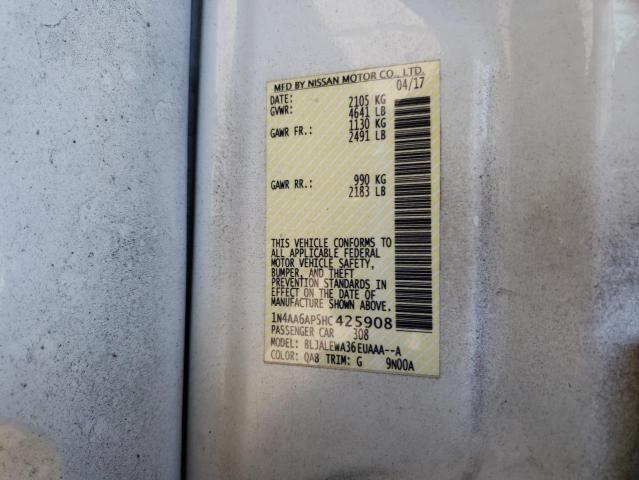 MFD BY NISSAN MOTOR CO., LTD.
DATE: 04/17
GVWR: 2105 KG
4641 LB
GAWR FR.: 1130 KG
2491 LB
GAWR RR.: 990 KG
2183 LB
THIS VEHICLE CONFORMS TO
ALL APPLICABLE FEDERAL
MOTOR VEHICLE SAFETY,
BUMPER, AND THEFT
PREVENTION STANDARDS IN
EFFECT ON THE DATE OF
MANUFACTURE SHOWN ABOVE.
1N4AA6AP5HC425908
PASSENGER CAR 308
MODEL: BLJALEWA36EUAAA--A
COLOR: QAB TRIM: G 9N00A